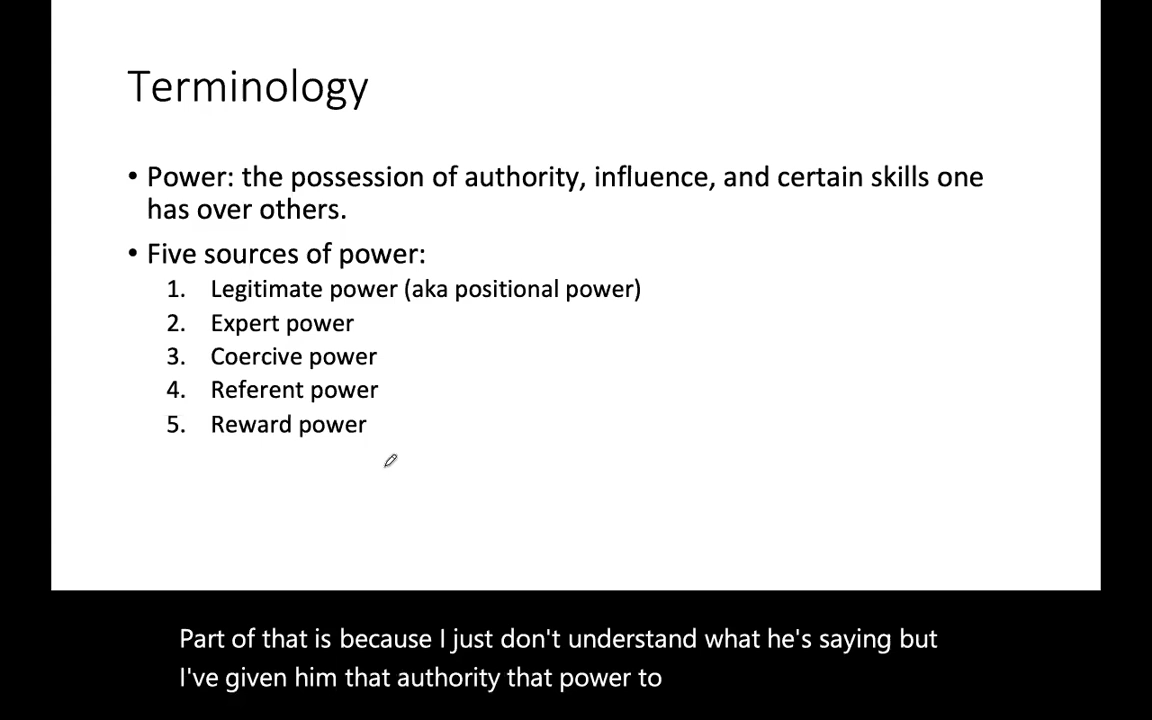 Terminology
• Power: the possession of authority, influence, and certain skills one
has over others.
• Five sources of power:
1. Legitimate power (aka positional power)
2. Expert power
3. Coercive power
4. Referent power
5. Reward power
Part of that is because I just don't understand what he's saying but
I've given him that authority that power to